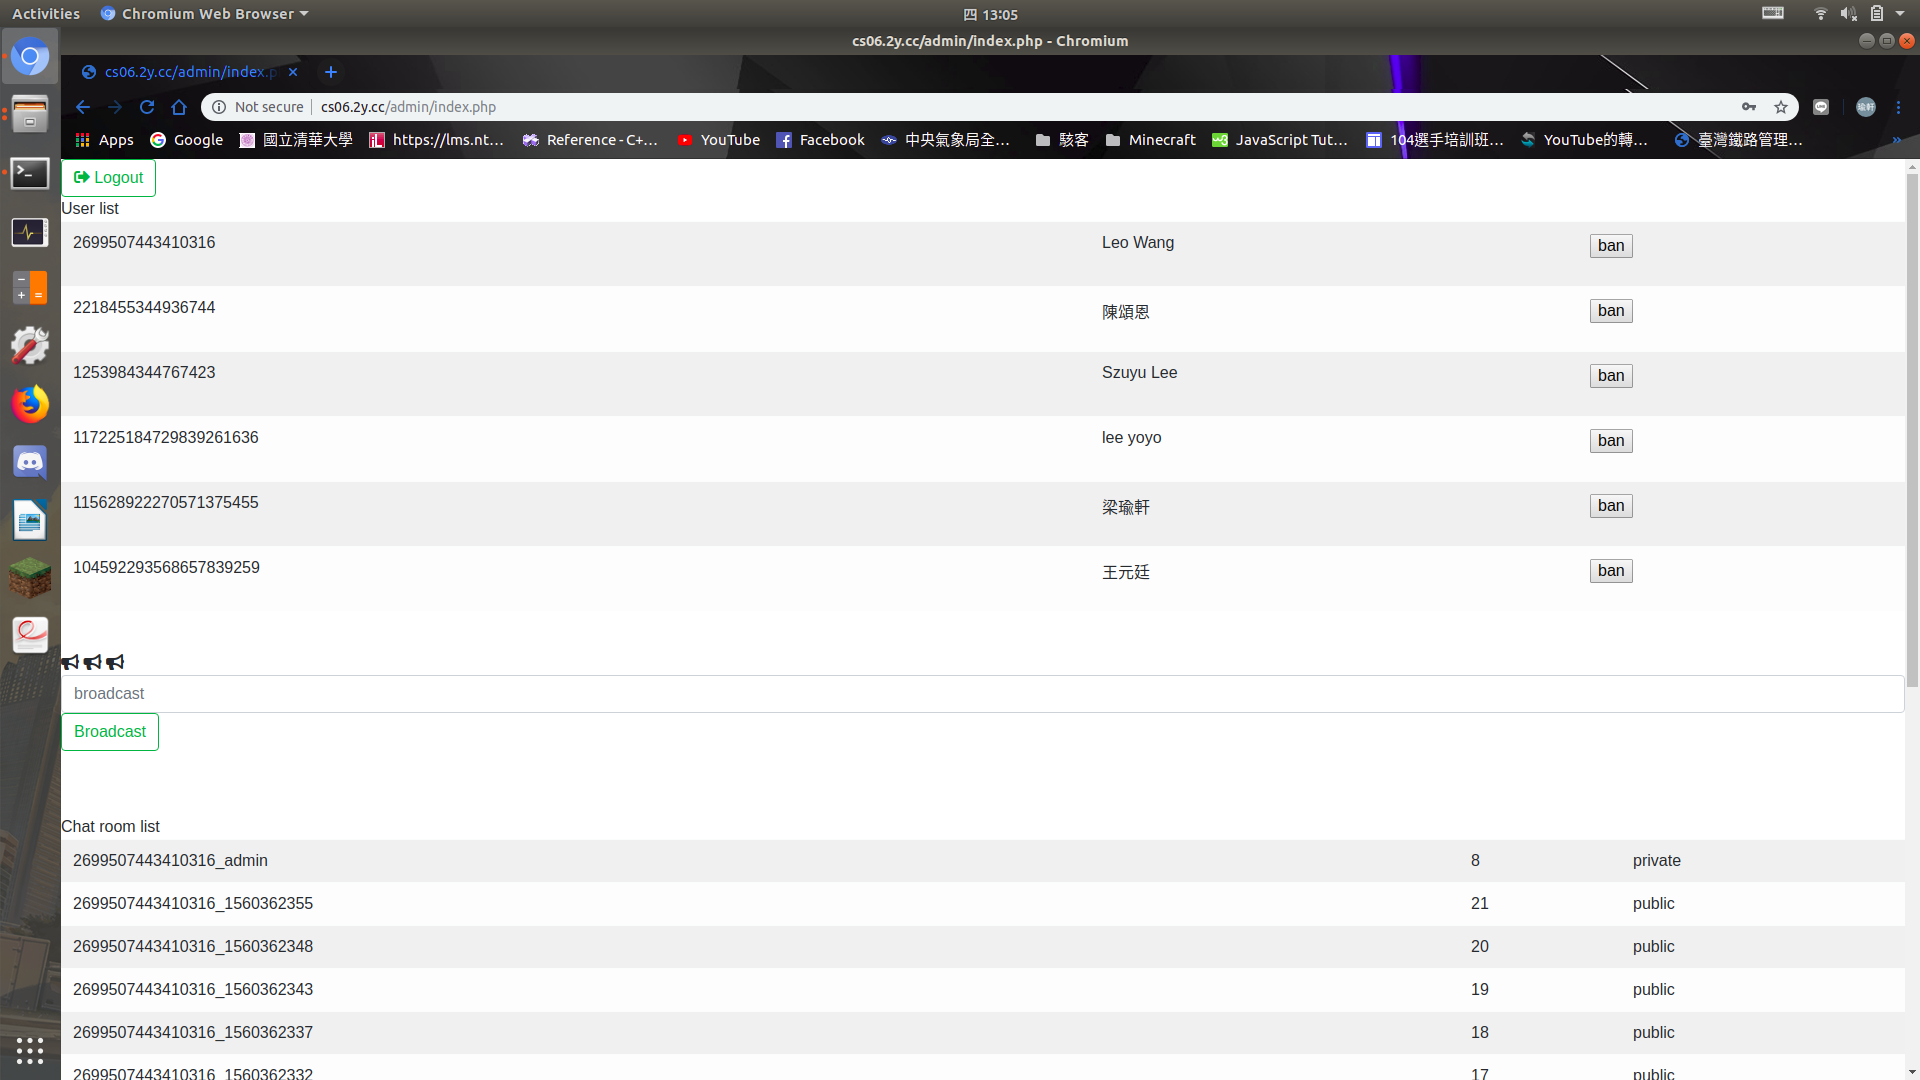 Activities Chromium Web Browser 四 13:05
cs06.2y.cc/admin/index.php - Chromium
cs06.2y.cc/admin/index.p
Not secure cs06.2y.cc/admin/index.php 瑜軒
Apps Google 國立清華大學 https://lms.nt... Reference - C+... YouTube Facebook 中央氣象局全... 駭客 Minecraft JavaScript Tut... 104選手培訓班... YouTube的轉... 臺灣鐵路管理... »
Logout
User list
2699507443410316 Leo Wang ban
2218455344936744 陳頌恩 ban
1253984344767423 Szuyu Lee ban
117225184729839261636 lee yoyo ban
115628922270571375455 梁瑜軒 ban
104592293568657839259 王元廷 ban
broadcast
Broadcast
Chat room list
2699507443410316_admin 8 private
2699507443410316_1560362355 21 public
2699507443410316_1560362348 20 public
2699507443410316_1560362343 19 public
2699507443410316_1560362337 18 public
2699507443410316_1560362332 17 public